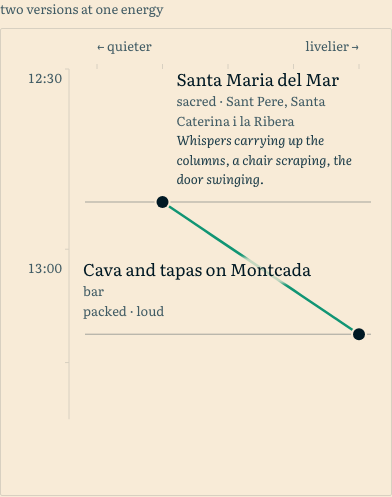 two versions at one energy
← quieter livelier →
12:30 Santa Maria del Mar
sacred · Sant Pere, Santa
Caterina i la Ribera
Whispers carrying up the
columns, a chair scraping, the
door swinging.
13:00 Cava and tapas on Montcada
bar
packed · loud